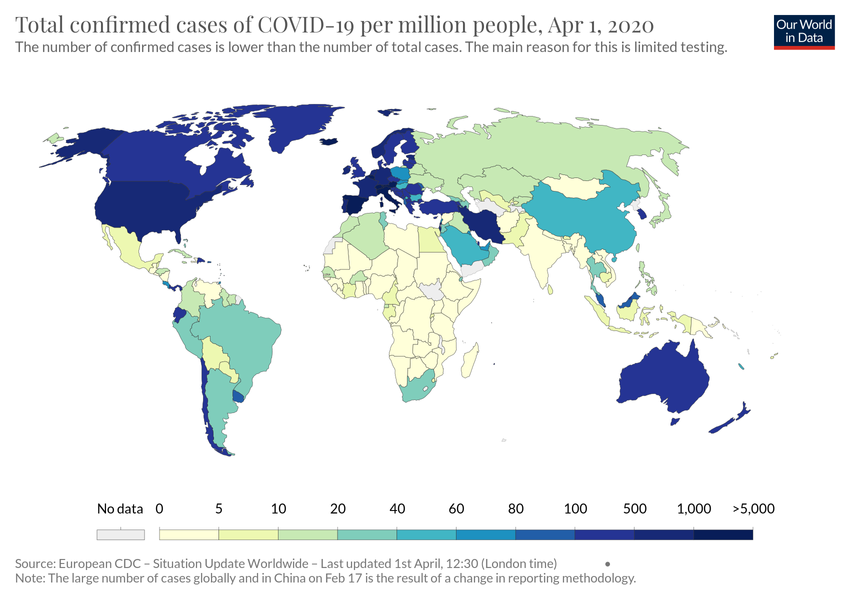 Total confirmed cases of COVID-19 per million people, Apr 1, 2020
The number of confirmed cases is lower than the number of total cases. The main reason for this is limited testing.
Our World
in Data
No data 0 5 10 20 40 60 80 100 500 1,000 >5,000
Source: European CDC – Situation Update Worldwide – Last updated 1st April, 12:30 (London time)
Note: The large number of cases globally and in China on Feb 17 is the result of a change in reporting methodology.